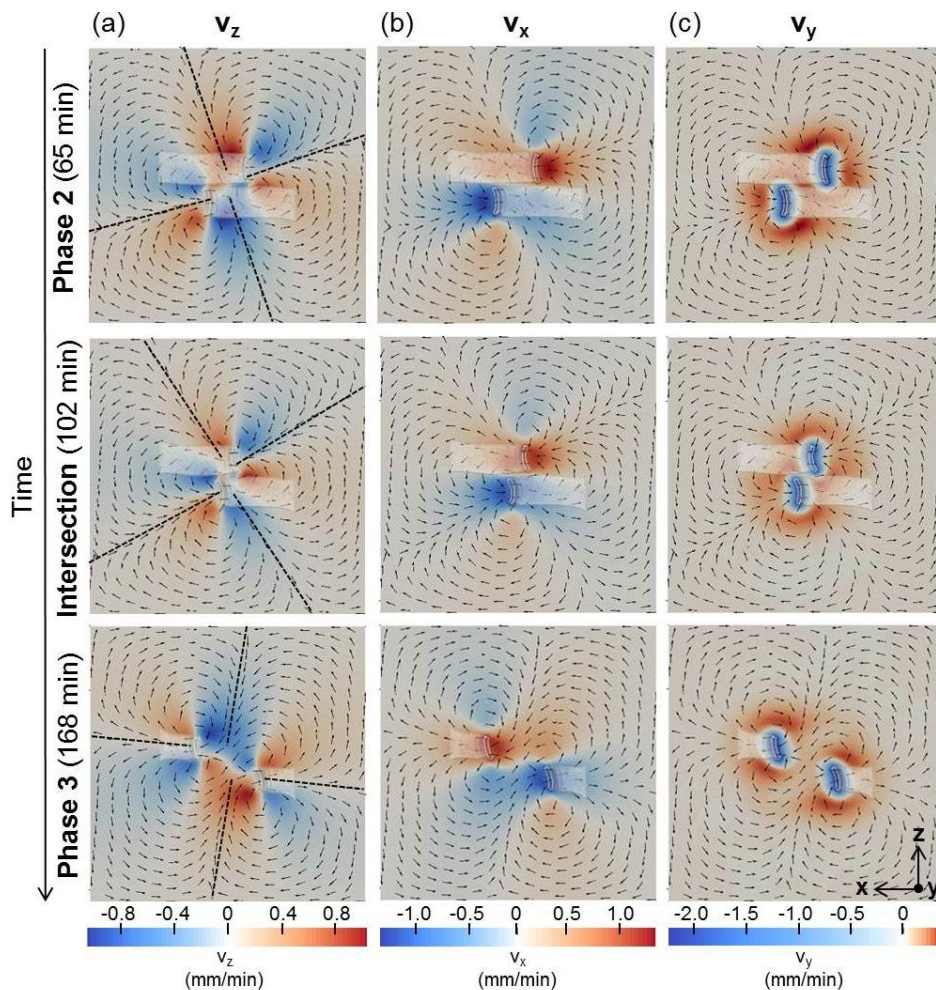 (a) v_z (b) v_x (c) v_y
Time
Phase 2 (65 min)
Intersection (102 min)
Phase 3 (168 min)
z
x y
-0.8 -0.4 0 0.4 0.8
-1.0 -0.5 0 0.5 1.0
-2.0 -1.5 -1.0 -0.5 0
v_z v_x v_y
(mm/min) (mm/min) (mm/min)